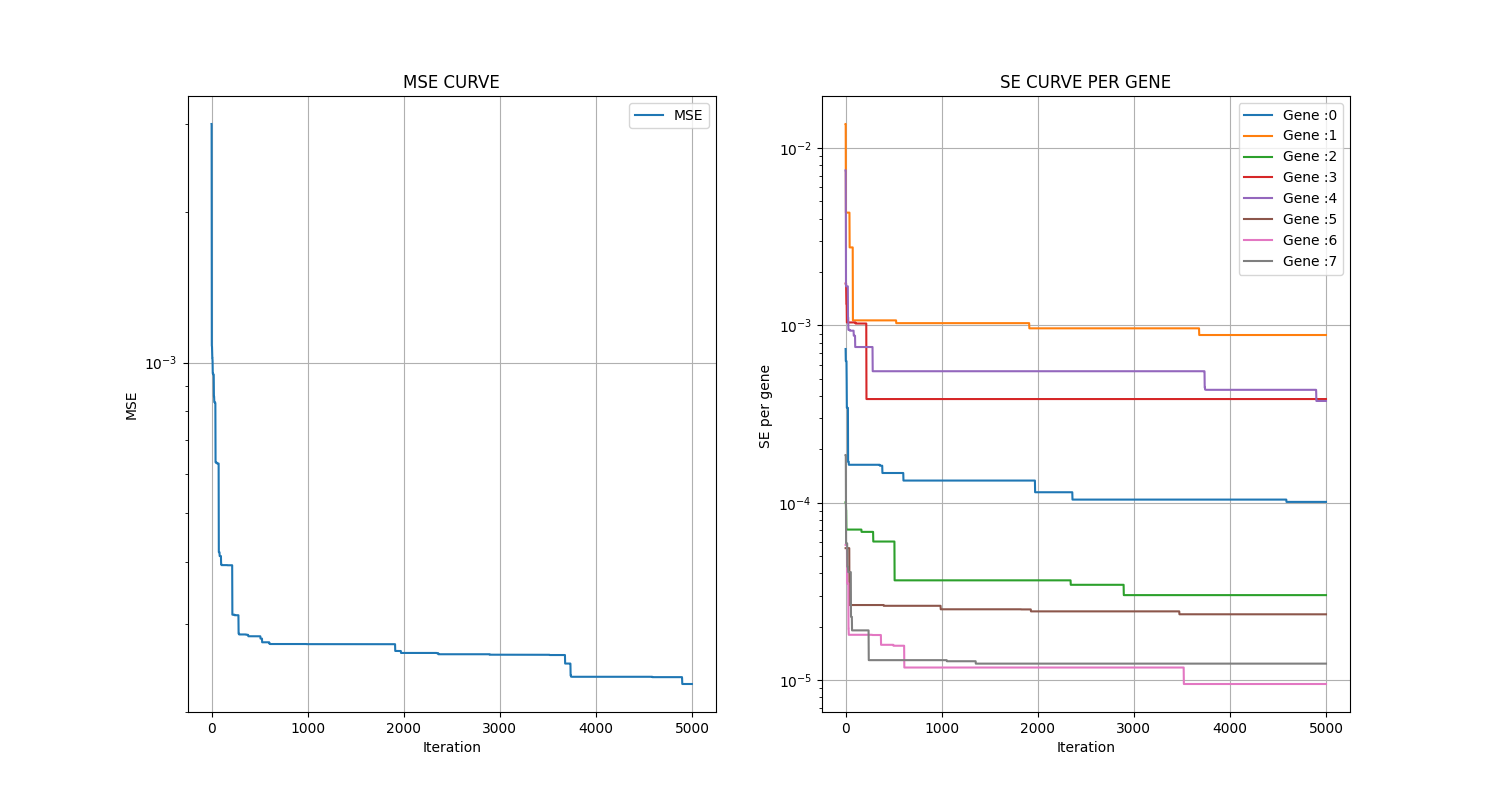 MSE CURVE
MSE
10⁻³
MSE
0 1000 2000 3000 4000 5000
Iteration
SE CURVE PER GENE
Gene :0
Gene :1
Gene :2
Gene :3
Gene :4
Gene :5
Gene :6
Gene :7
10⁻²
10⁻³
10⁻⁴
10⁻⁵
SE per gene
0 1000 2000 3000 4000 5000
Iteration